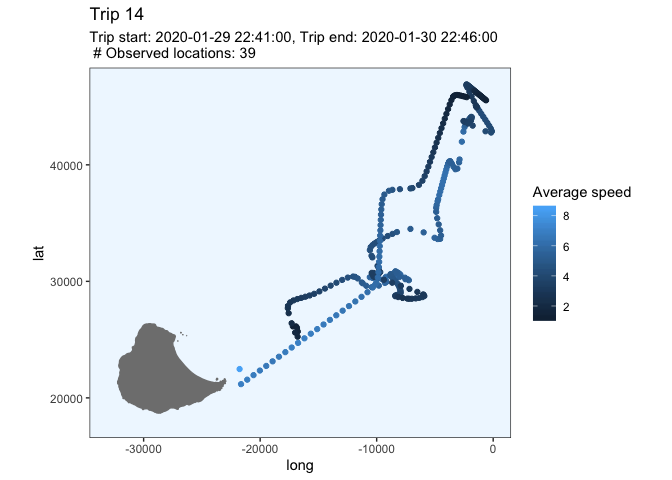 Trip 14
Trip start: 2020-01-29 22:41:00, Trip end: 2020-01-30 22:46:00
# Observed locations: 39
40000
30000
20000
lat
-30000
-20000
-10000
0
long
Average speed
8
6
4
2